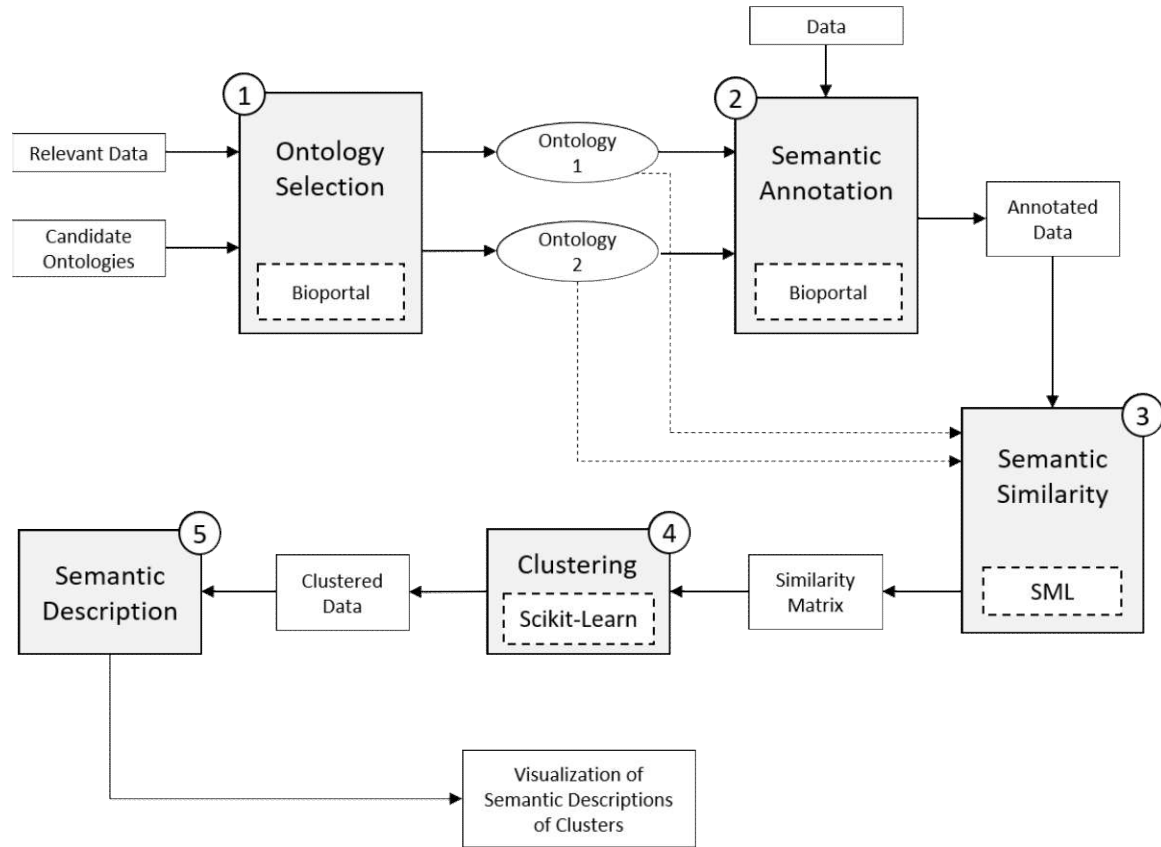 Data
1
2
Relevant Data
Ontology
Selection
Ontology
1
Semantic
Annotation
Candidate
Ontologies
Ontology
2
Annotated
Data
Bioportal
Bioportal
3
Semantic
Similarity
SML
5
4
Semantic
Description
Clustered
Data
Clustering
Scikit-Learn
Similarity
Matrix
Visualization of
Semantic Descriptions
of Clusters